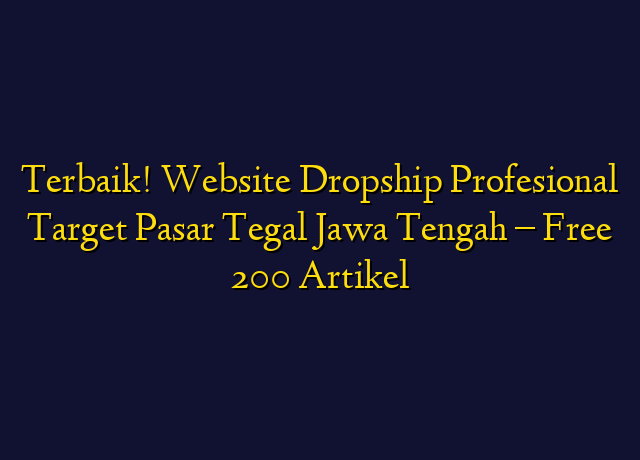 Terbaik! Website Dropship Profesional
Target Pasar Tegal Jawa Tengah – Free
200 Artikel